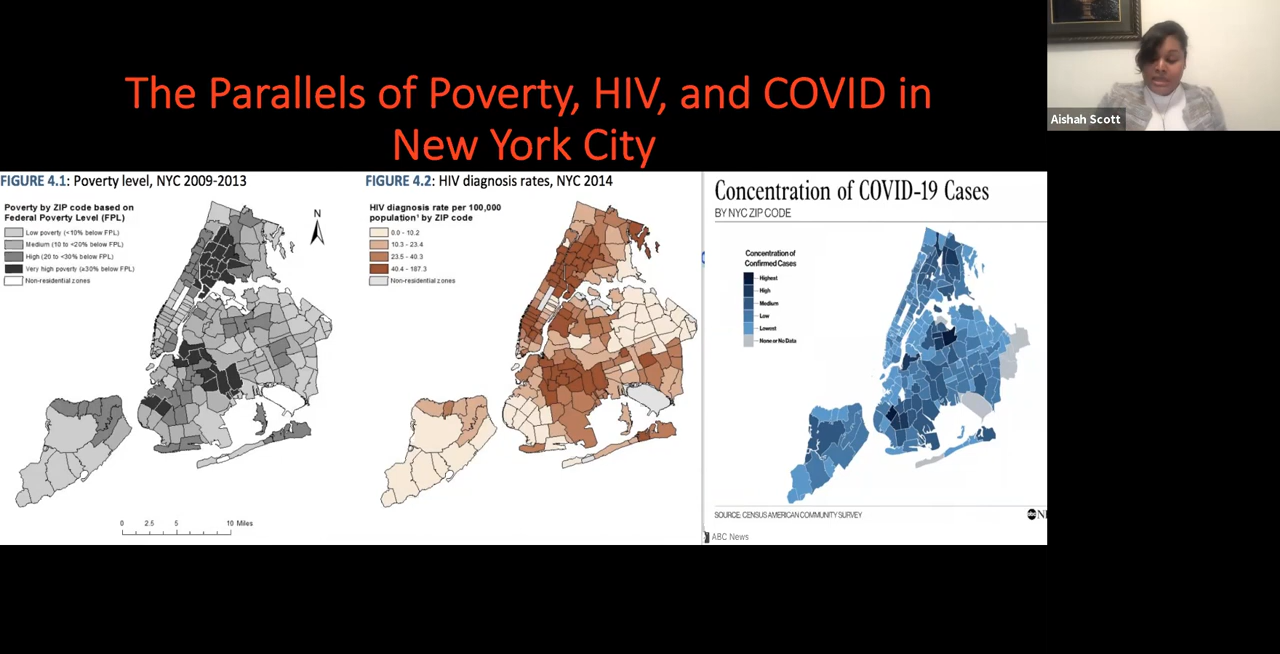 The Parallels of Poverty, HIV, and COVID in
New York City
Aishah Scott
FIGURE 4.1: Poverty level, NYC 2009-2013
Poverty by ZIP code based on
Federal Poverty Level (FPL)
Low poverty (<10% below FPL)
Medium (10 to <20% below FPL)
High (20 to <30% below FPL)
Very high poverty (≥30% below FPL)
Non-residential zones
N
0 2.5 5 10 Miles
FIGURE 4.2: HIV diagnosis rates, NYC 2014
HIV diagnosis rate per 100,000
population¹ by ZIP code
0.0 - 10.2
10.3 - 23.4
23.5 - 40.3
40.4 - 187.3
Non-residential zones
Concentration of COVID-19 Cases
BY NYC ZIP CODE
Concentration of
Confirmed Cases
Highest
High
Medium
Low
Lowest
None or No Data
SOURCE: CENSUS AMERICAN COMMUNITY SURVEY
abc
ABC News